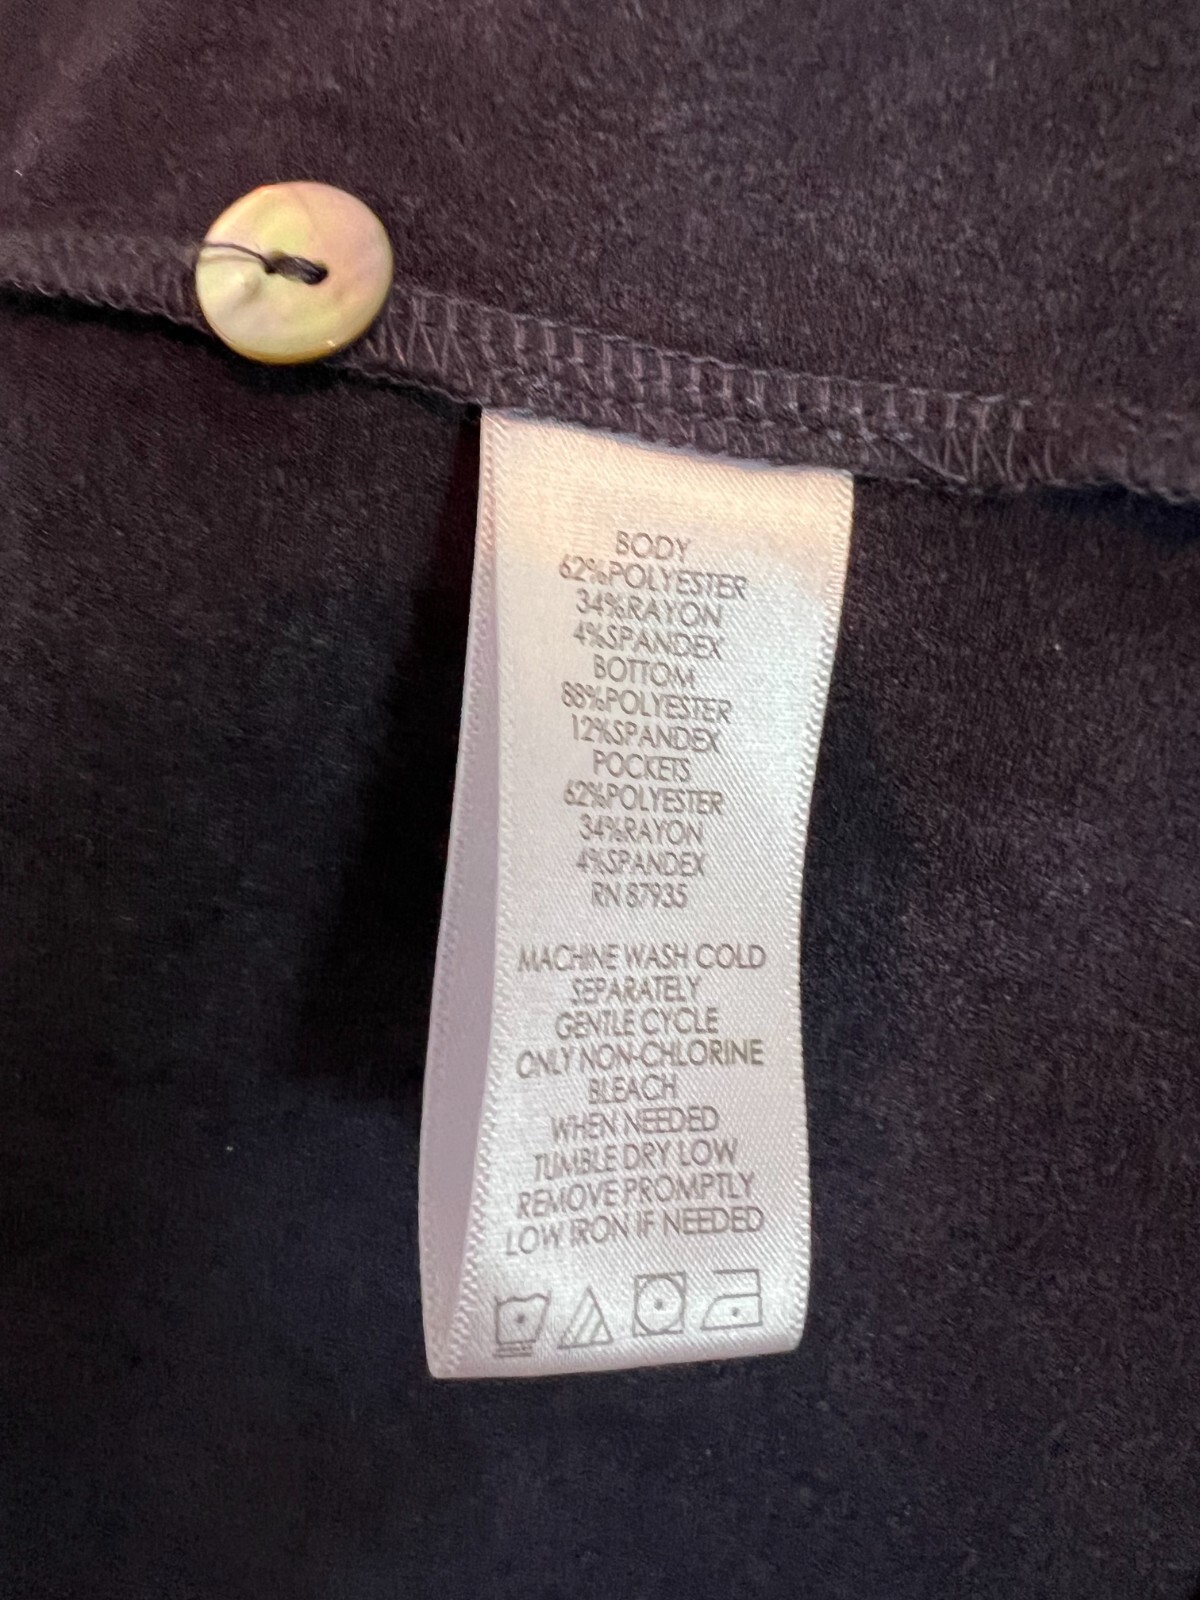 BODY
62%POLYESTER
34%RAYON
4%SPANDEX
BOTTOM
88%POLYESTER
12%SPANDEX
POCKETS
62%POLYESTER
34%RAYON
4%SPANDEX
RN 87935
MACHINE WASH COLD
SEPARATELY
GENTLE CYCLE
ONLY NON-CHLORINE
BLEACH
WHEN NEEDED
TUMBLE DRY LOW
REMOVE PROMPTLY
LOW IRON IF NEEDED